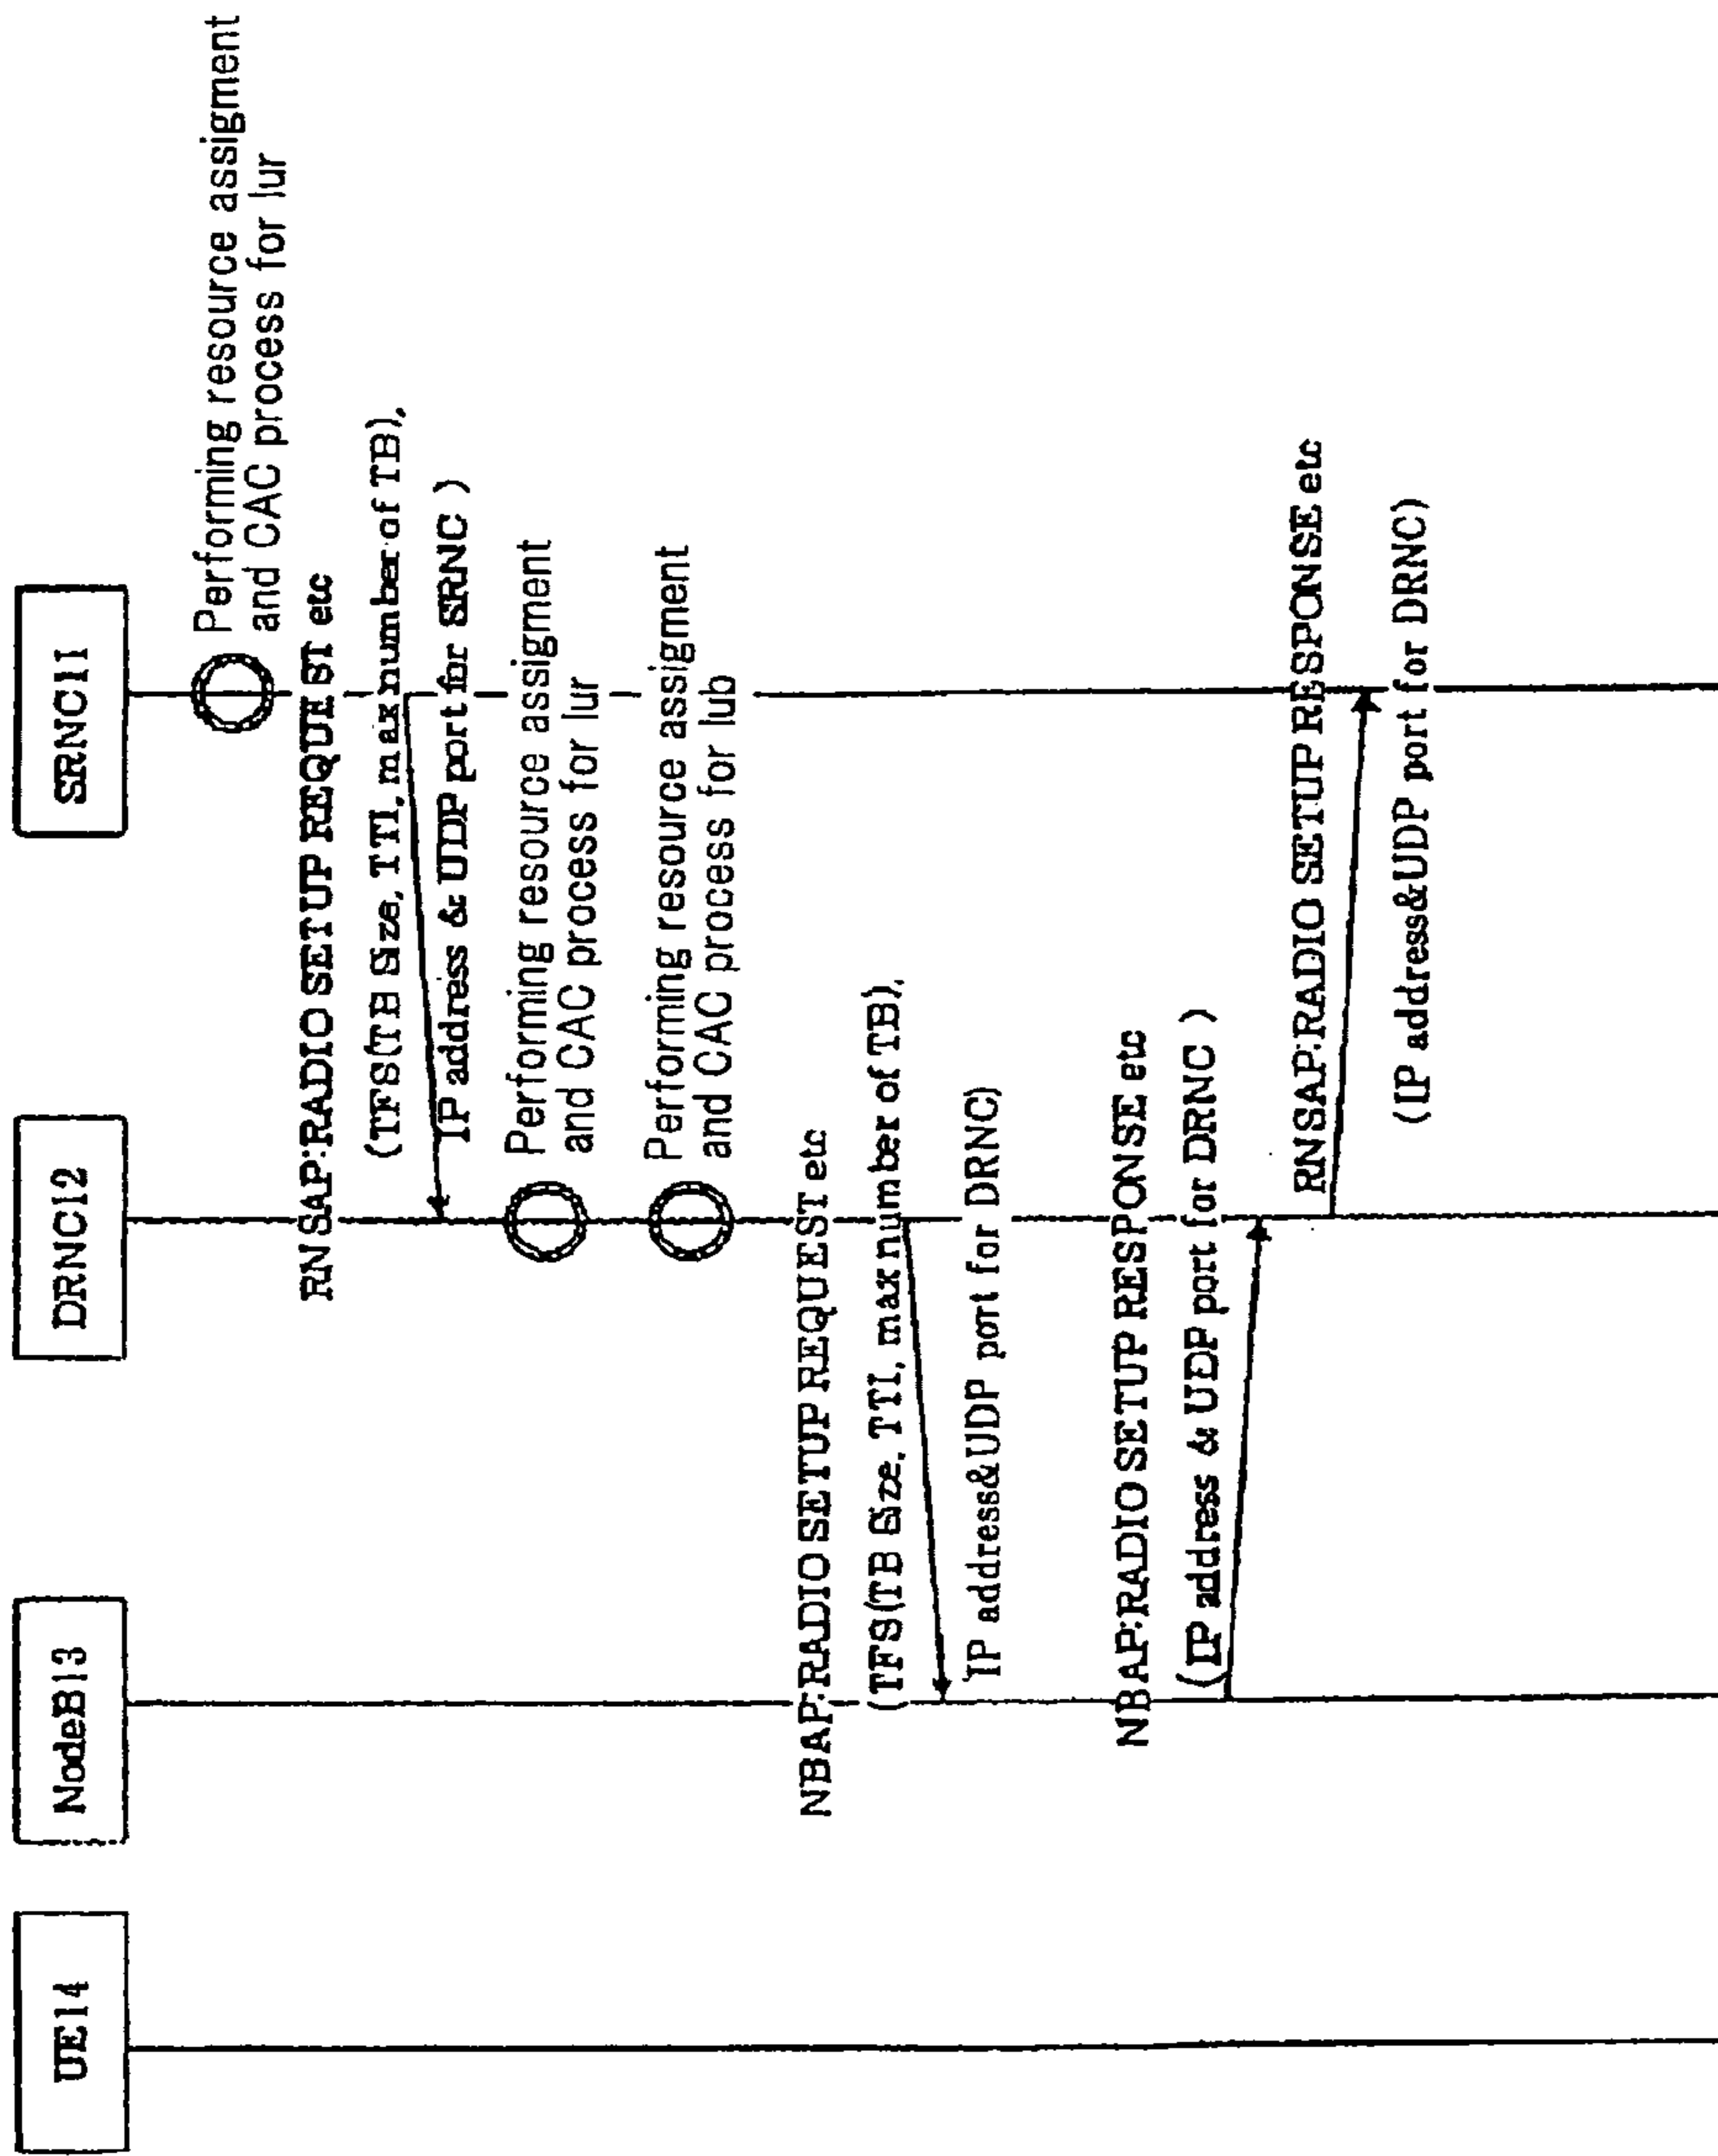 UE14
NodeB13
DRNC12
SRNC11
Performing resource assigment
and CAC process for Iur
RNSAP:RADIO SETUP REQUEST etc
(TFS(TB Size, TTI, max number of TB),
IP address & UDP port for SRNC )
Performing resource assigment
and CAC process for Iur
Performing resource assigment
and CAC process for Iub
NBAP:RADIO SETUP REQUEST etc
(TFS(TB Size, TTI, max number of TB),
IP address&UDP port for DRNC)
NBAP:RADIO SETUP RESPONSE etc
(IP address & UDP port for DRNC )
RNSAP:RADIO SETUP RESPONSE etc
(IP address&UDP port for DRNC)